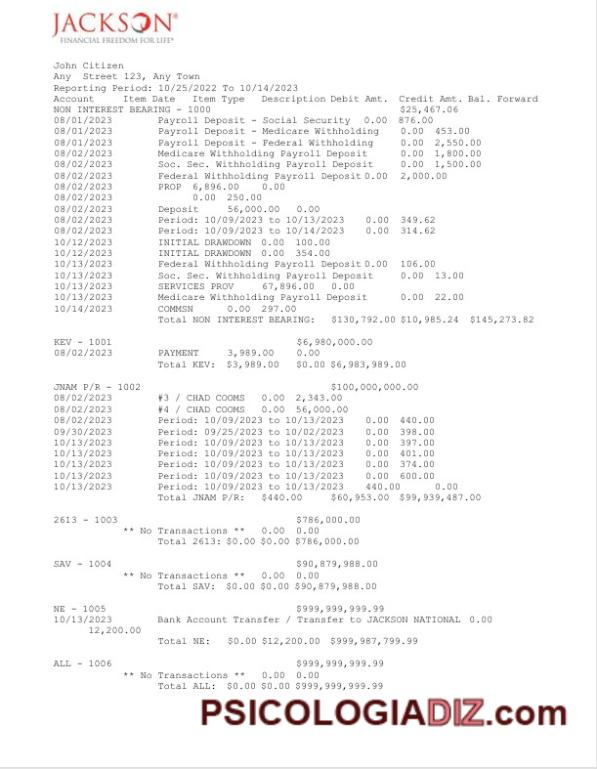 JACKSON®
FINANCIAL FREEDOM FOR LIFE®
John Citizen
Any Street 123, Any Town
Reporting Period: 10/25/2022 To 10/14/2023
Account Item Date Item Type Description Debit Amt. Credit Amt. Bal. Forward
NON INTEREST BEARING - 1000 $25,467.06
08/01/2023 Payroll Deposit - Social Security 0.00 876.00
08/01/2023 Payroll Deposit - Medicare Withholding 0.00 453.00
08/01/2023 Payroll Deposit - Federal Withholding 0.00 2,550.00
08/02/2023 Medicare Withholding Payroll Deposit 0.00 1,800.00
08/02/2023 Soc. Sec. Withholding Payroll Deposit 0.00 1,500.00
08/02/2023 Federal Withholding Payroll Deposit 0.00 2,000.00
08/02/2023 PROP 6,896.00 0.00
08/02/2023 0.00 250.00
08/02/2023 Deposit 56,000.00 0.00
08/02/2023 Period: 10/09/2023 to 10/13/2023 0.00 349.62
08/02/2023 Period: 10/09/2023 to 10/14/2023 0.00 314.62
10/12/2023 INITIAL DRAWDOWN 0.00 100.00
10/12/2023 INITIAL DRAWDOWN 0.00 354.00
10/13/2023 Federal Withholding Payroll Deposit 0.00 106.00
10/13/2023 Soc. Sec. Withholding Payroll Deposit 0.00 13.00
10/13/2023 SERVICES PROV 67,896.00 0.00
10/13/2023 Medicare Withholding Payroll Deposit 0.00 22.00
10/14/2023 COMMSN 0.00 297.00
Total NON INTEREST BEARING: $130,792.00 $10,985.24 $145,273.82
KEV - 1001 $6,980,000.00
08/02/2023 PAYMENT 3,989.00 0.00
Total KEV: $3,989.00 $0.00 $6,983,989.00
JNAM P/R - 1002 $100,000,000.00
08/02/2023 #3 / CHAD COOMS 0.00 2,343.00
08/02/2023 #4 / CHAD COOMS 0.00 56,000.00
08/02/2023 Period: 10/09/2023 to 10/13/2023 0.00 440.00
09/30/2023 Period: 09/25/2023 to 10/02/2023 0.00 398.00
10/13/2023 Period: 10/09/2023 to 10/13/2023 0.00 397.00
10/13/2023 Period: 10/09/2023 to 10/13/2023 0.00 401.00
10/13/2023 Period: 10/09/2023 to 10/13/2023 0.00 374.00
10/13/2023 Period: 10/09/2023 to 10/13/2023 0.00 600.00
10/13/2023 Period: 10/09/2023 to 10/13/2023 440.00 0.00
Total JNAM P/R: $440.00 $60,953.00 $99,939,487.00
2613 - 1003 $786,000.00
** No Transactions ** 0.00 0.00
Total 2613: $0.00 $0.00 $786,000.00
SAV - 1004 $90,879,988.00
** No Transactions ** 0.00 0.00
Total SAV: $0.00 $0.00 $90,879,988.00
NE - 1005 $999,999,999.99
10/13/2023 Bank Account Transfer / Transfer to JACKSON NATIONAL 0.00
12,200.00
Total NE: $0.00 $12,200.00 $999,987,799.99
ALL - 1006 $999,999,999.99
** No Transactions ** 0.00 0.00
Total ALL: $0.00 $0.00 $999,999,999.99
PSICOLOGIADIZ.com